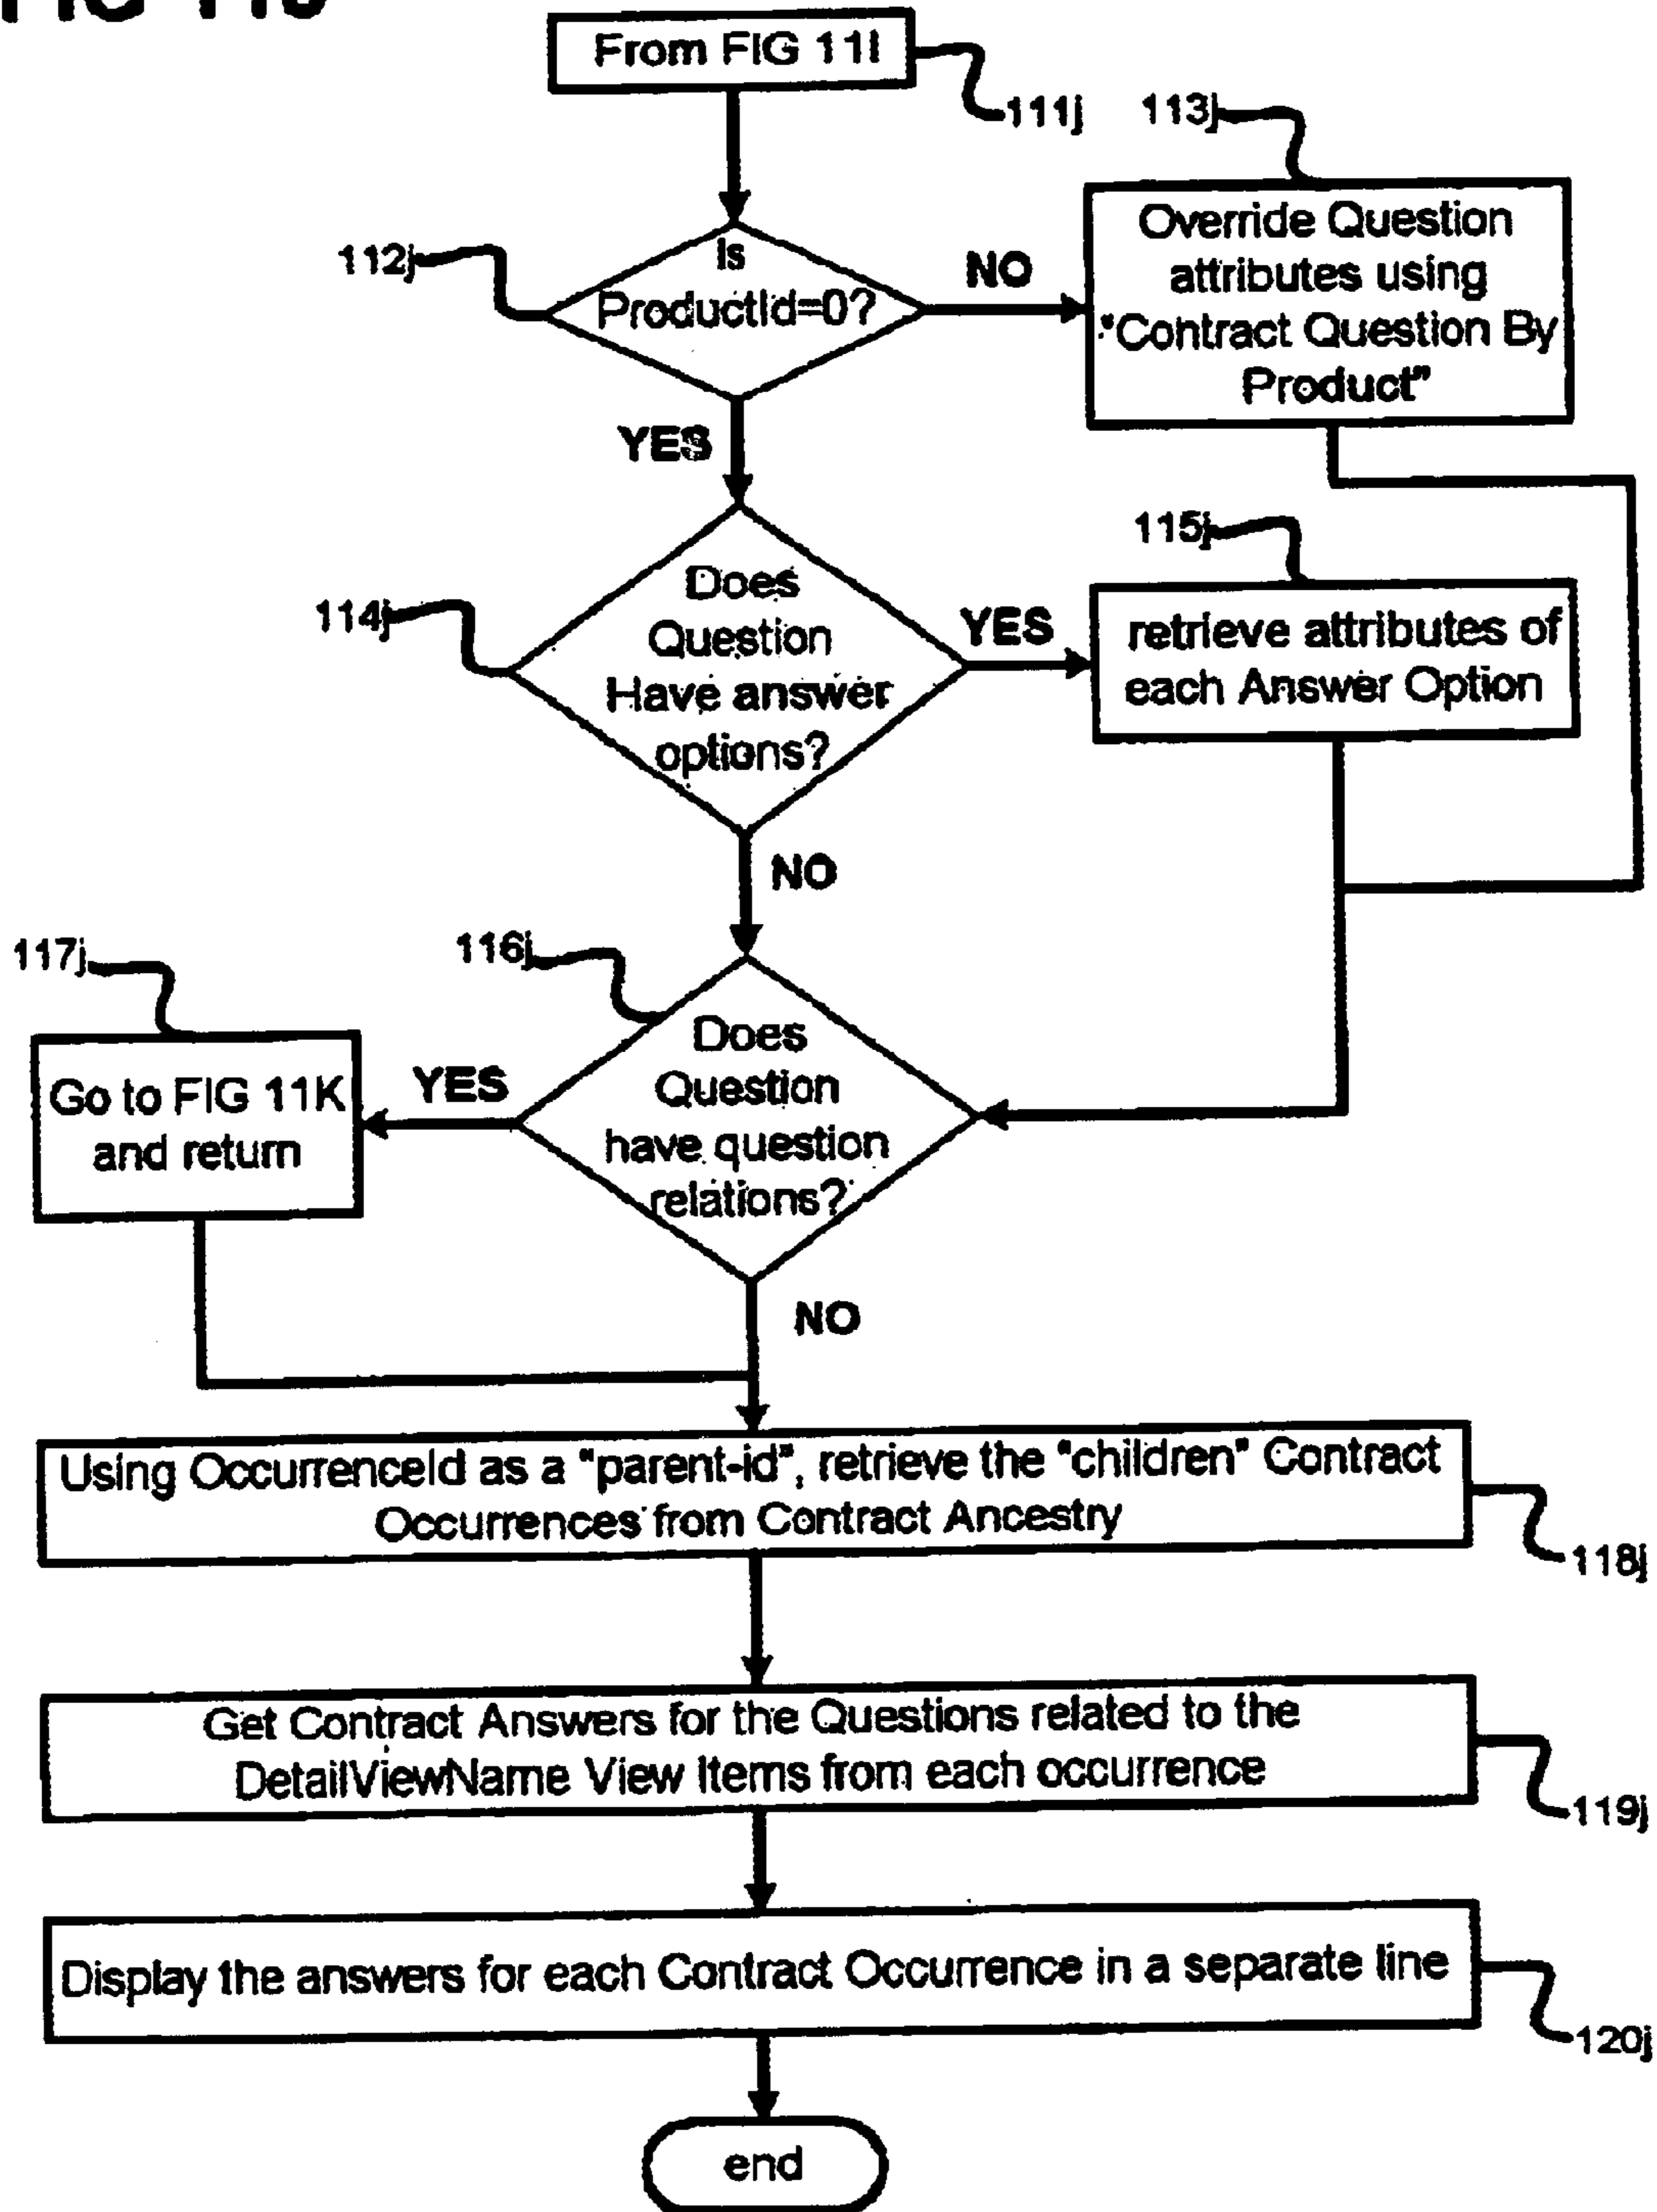 From FIG 11I
111j
113j
112j
Is
ProductId=0?
NO
Override Question
attributes using
"Contract Question By
Product"
YES
115j
114j
Does
Question
Have answer
options?
YES
retrieve attributes of
each Answer Option
NO
117j
116j
Does
Question
have question
relations?
YES
Go to FIG 11K
and return
NO
Using OccurrenceId as a "parent-id", retrieve the "children" Contract
Occurrences from Contract Ancestry
118j
Get Contract Answers for the Questions related to the
DetailViewName View Items from each occurrence
119j
Display the answers for each Contract Occurrence in a separate line
120j
end